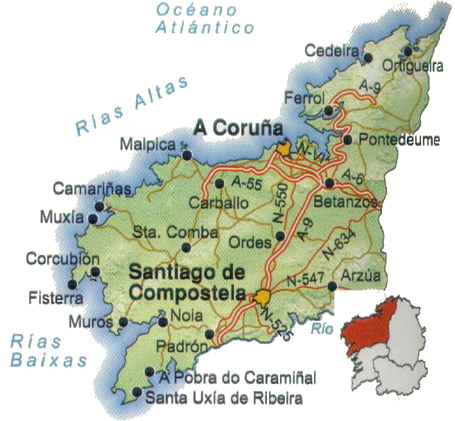 Océano
Atlántico
Cedeira
Ortigueira
Rías Altas
Ferrol
A-9
A Coruña
Pontedeume
Malpica
N-VI
A-6
A-55
Carballo
N-550
Betanzos
Camariñas
Muxía
Sta. Comba
Ordes
A-9
N-634
Corcubión
Santiago de
Compostela
N-547
Arzúa
Fisterra
Muros
Noia
N-525
Río
Rías
Baixas
Padrón
A Pobra do Caramiñal
Santa Uxía de Ribeira